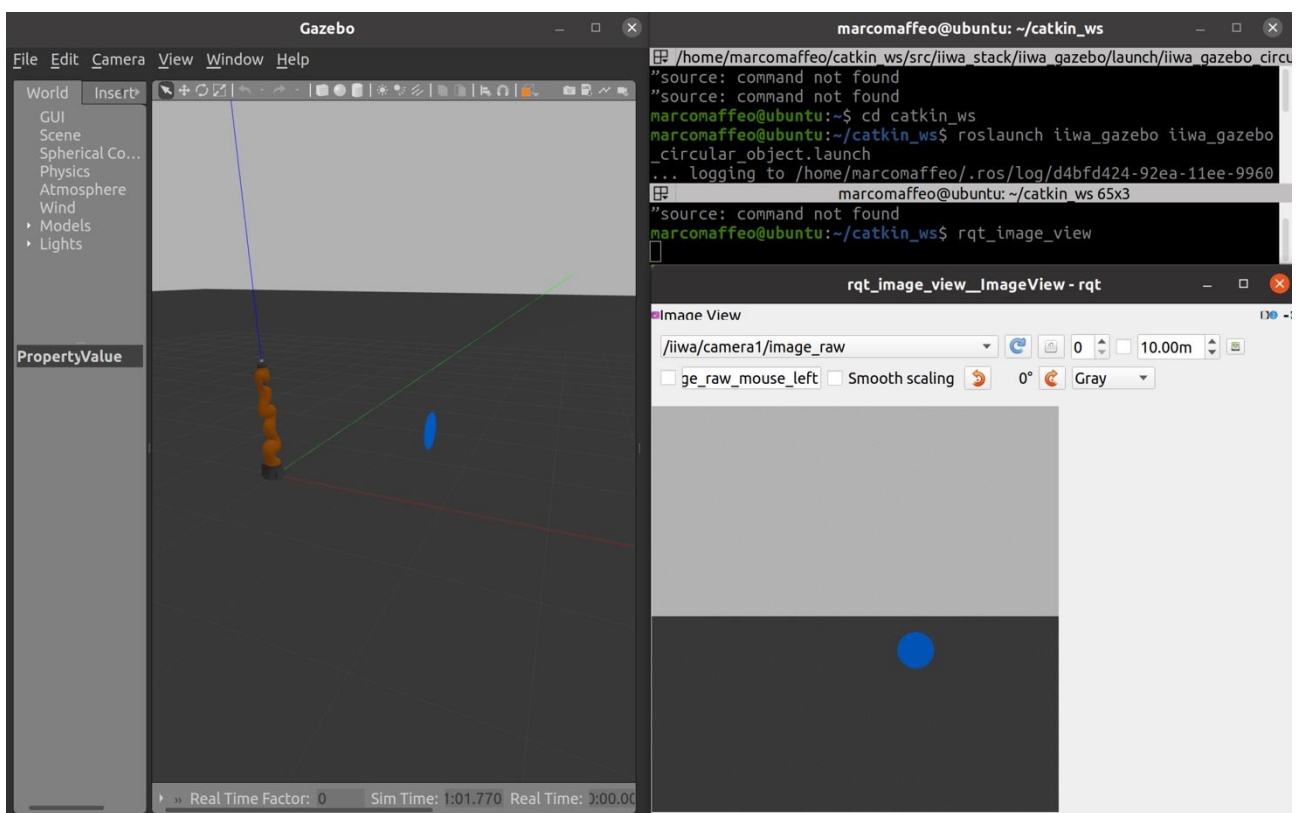 Gazebo
File Edit Camera View Window Help
World Insert
GUI
Scene
Spherical Co...
Physics
Atmosphere
Wind
Models
Lights
PropertyValue
Real Time Factor: 0 Sim Time: 1:01.770 Real Time:
marcomaffeo@ubuntu: ~/catkin_ws
/home/marcomaffeo/catkin_ws/src/iiwa_stack/iiwa_gazebo/launch/iiwa_gazebo_circu
”source: command not found
”source: command not found
marcomaffeo@ubuntu:~$ cd catkin_ws
marcomaffeo@ubuntu:~/catkin_ws$ roslaunch iiwa_gazebo iiwa_gazebo
_circular_object.launch
... logging to /home/marcomaffeo/.ros/log/d4bfd424-92ea-11ee-9960
marcomaffeo@ubuntu: ~/catkin_ws 65x3
”source: command not found
marcomaffeo@ubuntu:~/catkin_ws$ rqt_image_view
rqt_image_view__ImageView - rqt
Image View
/iiwa/camera1/image_raw 0 10.00m
ge_raw_mouse_left Smooth scaling 0° Gray